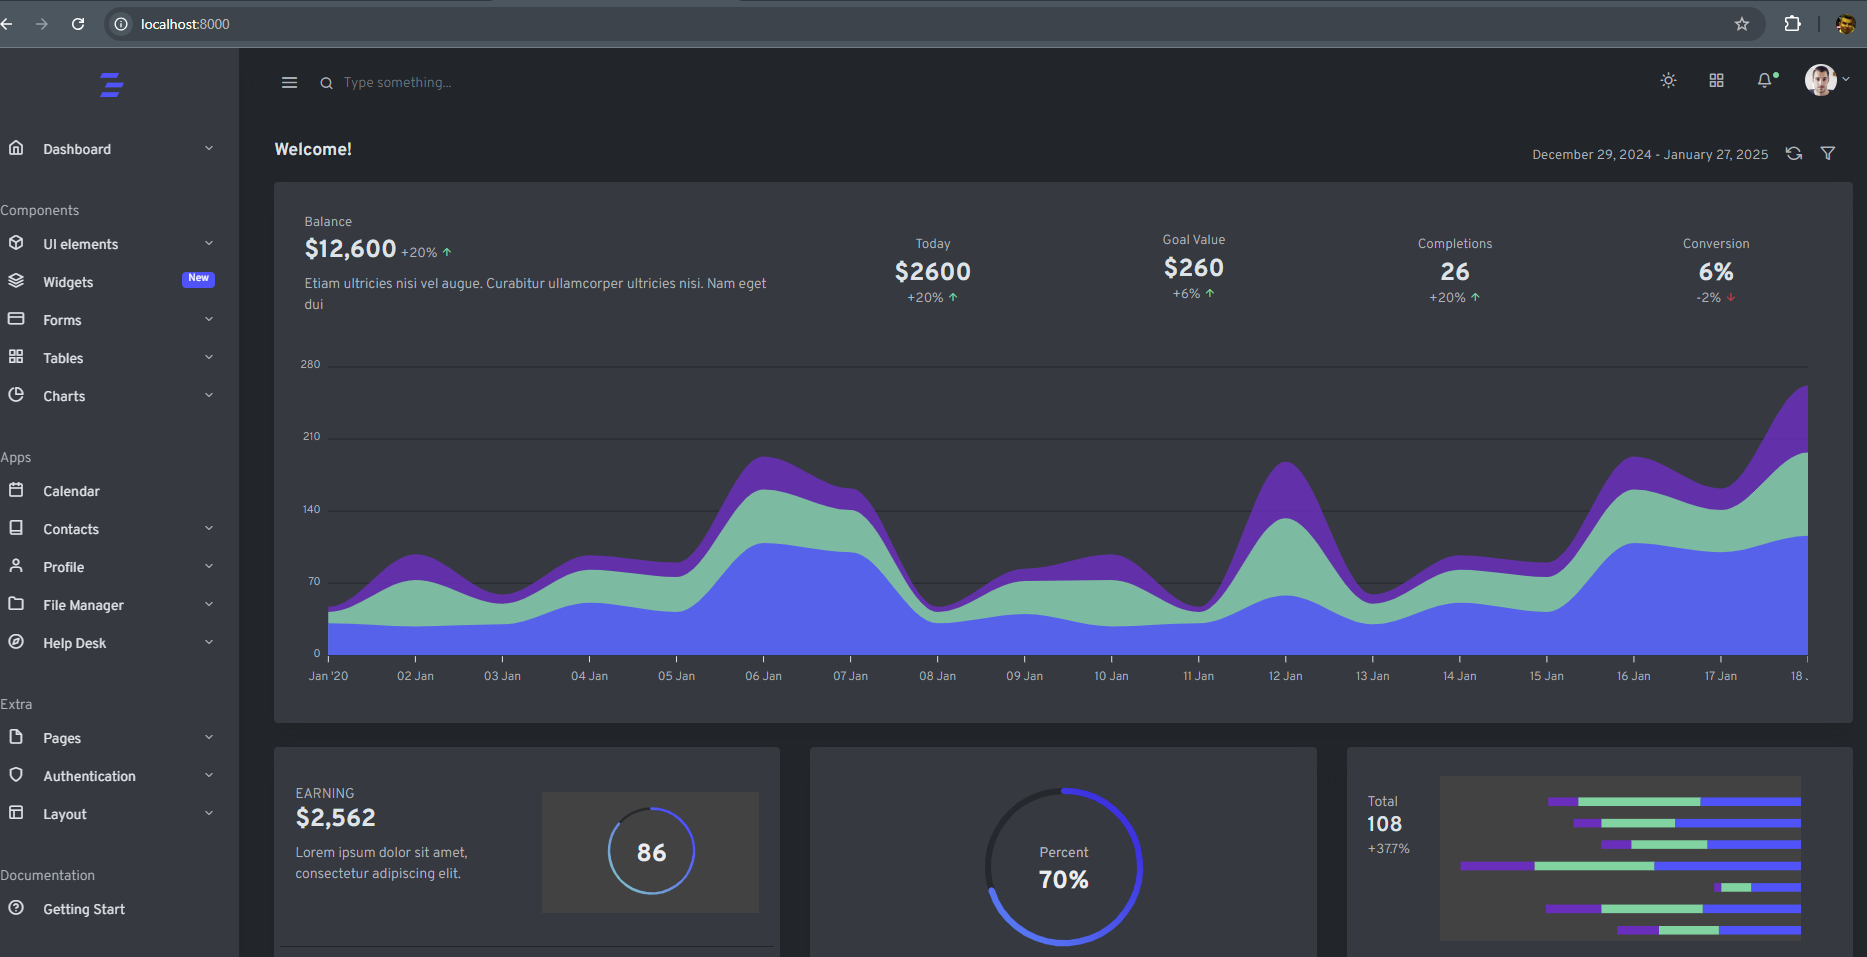 localhost:8000
Type something...
Dashboard
Components
UI elements
Widgets New
Forms
Tables
Charts
Apps
Calendar
Contacts
Profile
File Manager
Help Desk
Extra
Pages
Authentication
Layout
Documentation
Getting Start
Welcome!
December 29, 2024 - January 27, 2025
Balance
$12,600 +20%
Etiam ultricies nisi vel augue. Curabitur ullamcorper ultricies nisi. Nam eget
dui
Today
$2600
+20%
Goal Value
$260
+6%
Completions
26
+20%
Conversion
6%
-2%
280
210
140
70
0
Jan '20 02 Jan 03 Jan 04 Jan 05 Jan 06 Jan 07 Jan 08 Jan 09 Jan 10 Jan 11 Jan 12 Jan 13 Jan 14 Jan 15 Jan 16 Jan 17 Jan 18 .
EARNING
$2,562
Lorem ipsum dolor sit amet,
consectetur adipiscing elit.
86
Percent
70%
Total
108
+37.7%